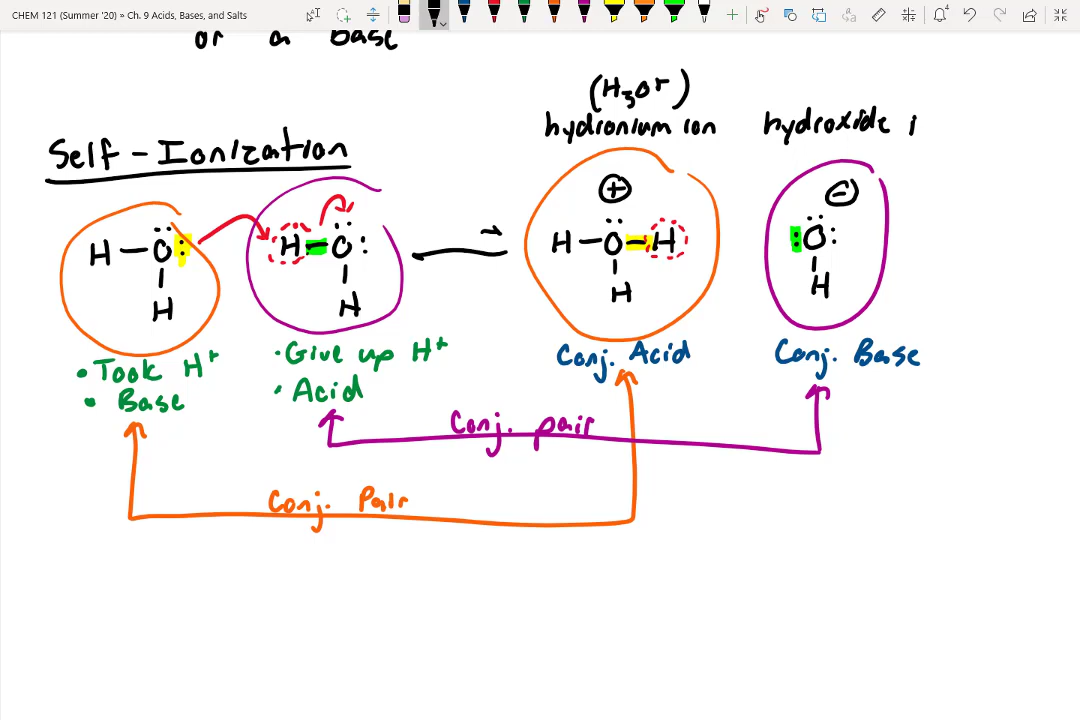 CHEM 121 (Summer '20) » Ch. 9 Acids, Bases, and Salts
or a Base
(H₃O⁺)
hydronium ion
hydroxide i
Self-Ionization
H–O:
H
H–O:
H
+
H–O–H
H
−
:O:
H
• Took H⁺
• Base
• Give up H⁺
• Acid
Conj. Acid
Conj. Base
Conj. pair
Conj. Pair